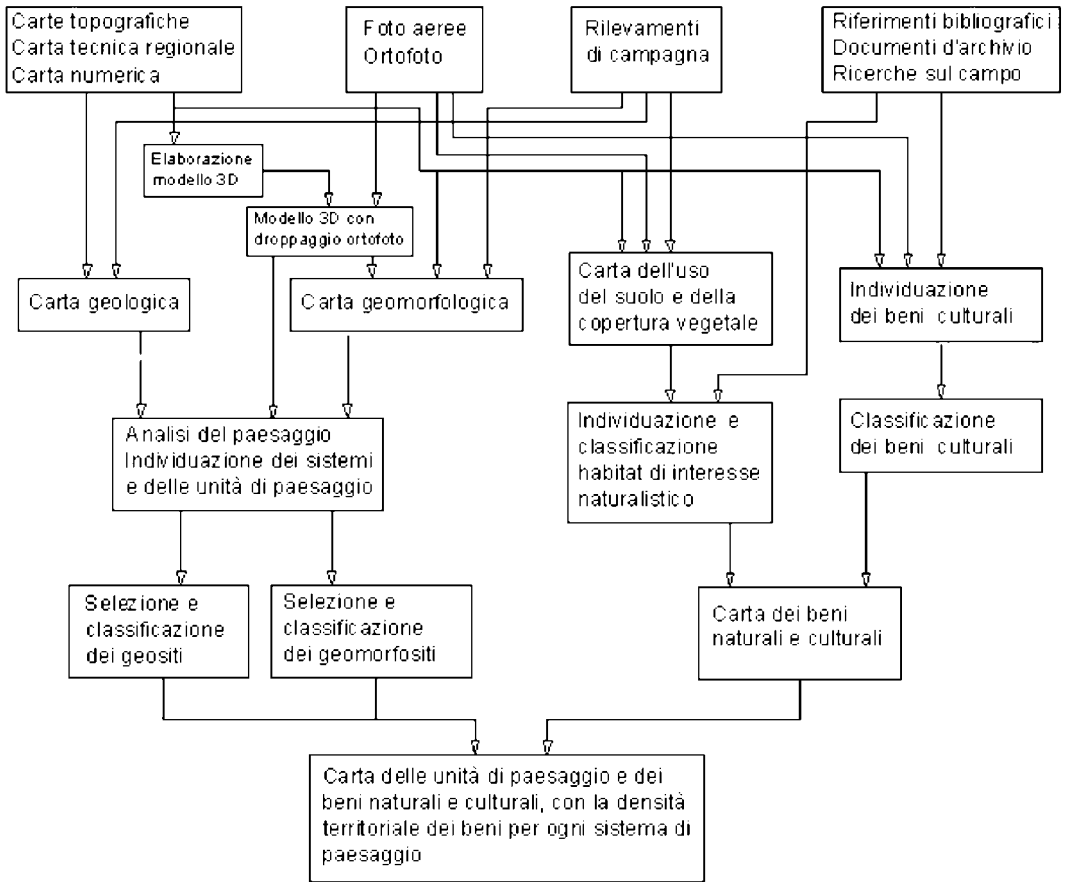 Carte topografiche
Carta tecnica regionale
Carta numerica
Foto aeree
Ortofoto
Rilevamenti
di campagna
Riferimenti bibliografici
Documenti d'archivio
Ricerche sul campo
Elaborazione
modello 3D
Modello 3D con
droppaggio ortofoto
Carta geologica
Carta geomorfologica
Carta dell'uso
del suolo e della
copertura vegetale
Individuazione
dei beni culturali
Analisi del paesaggio
Individuazione dei sistemi
e delle unità di paesaggio
Individuazione e
classificazione
habitat di interesse
naturalistico
Classificazione
dei beni culturali
Selezione e
classificazione
dei geositi
Selezione e
classificazione
dei geomorfositi
Carta dei beni
naturali e culturali
Carta delle unità di paesaggio e dei
beni naturali e culturali, con la densità
territoriale dei beni per ogni sistema di
paesaggio